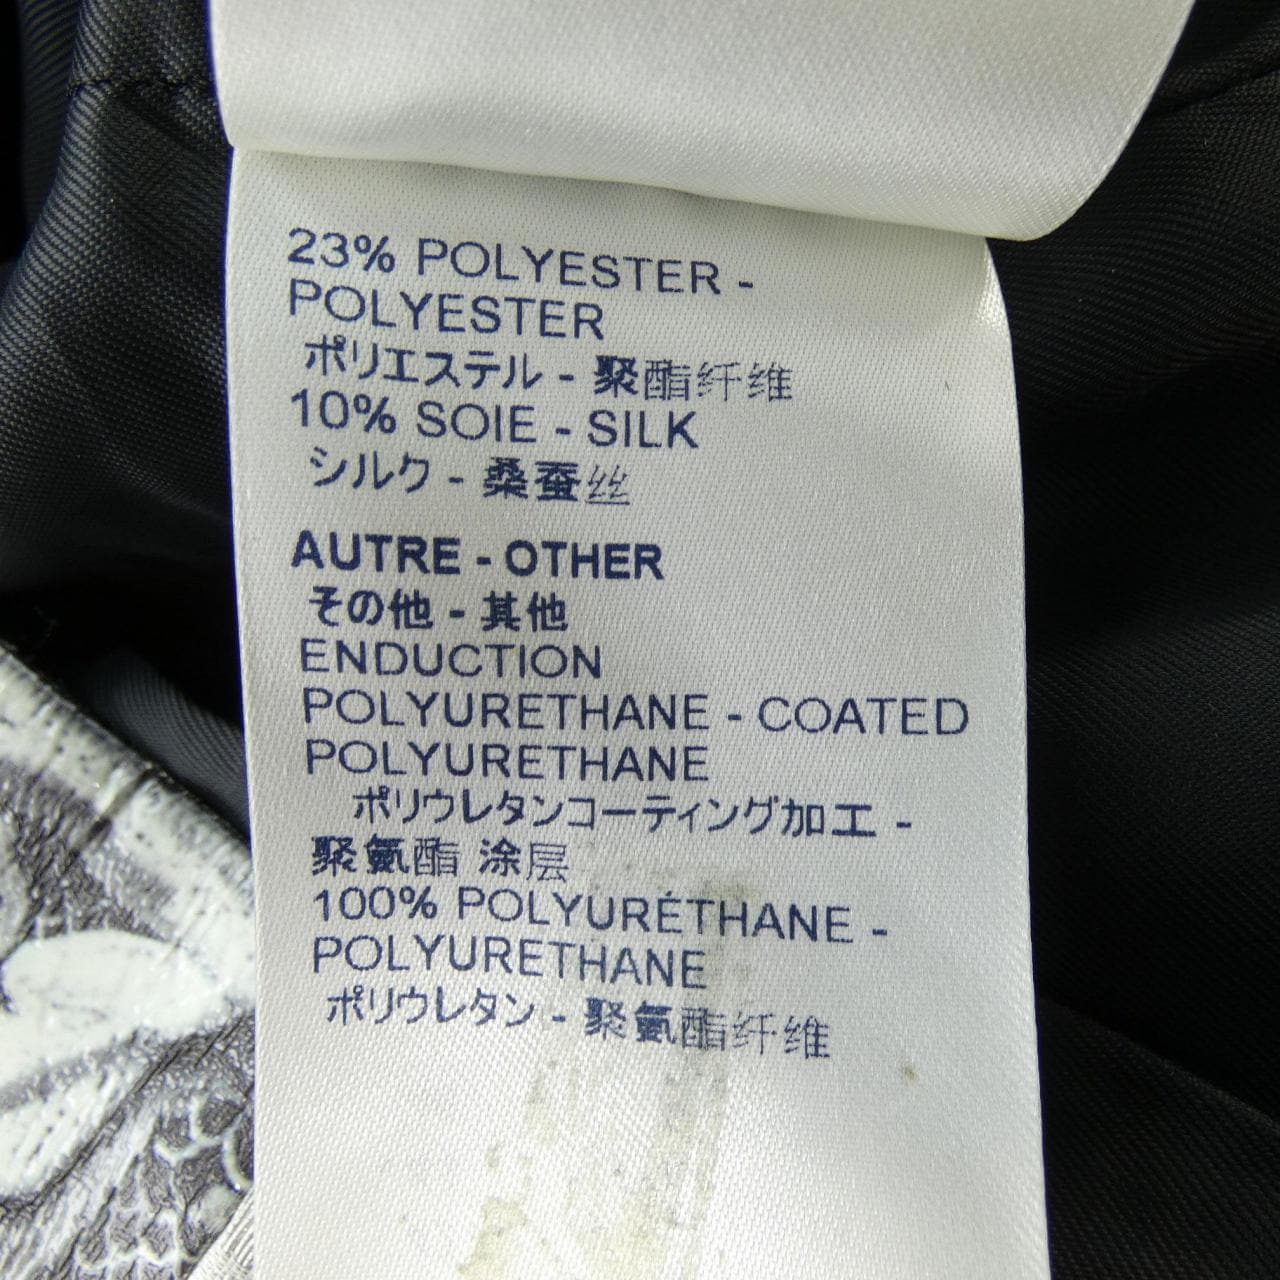 23% POLYESTER -
POLYESTER
ポリエステル - 聚酯纤维
10% SOIE - SILK
シルク - 桑蚕丝
AUTRE - OTHER
その他 - 其他
ENDUCTION
POLYURETHANE - COATED
POLYURETHANE
ポリウレタンコーティング加工 -
聚氨酯 涂层
100% POLYURÉTHANE -
POLYURETHANE
ポリウレタン - 聚氨酯纤维